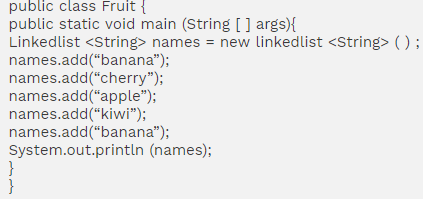 public class Fruit {
public static void main (String [ ] args){
Linkedlist <String> names = new linkedlist <String> ( ) ;
names.add(“banana”);
names.add(“cherry”);
names.add(“apple”);
names.add(“kiwi”);
names.add(“banana”);
System.out.println (names);
}
}